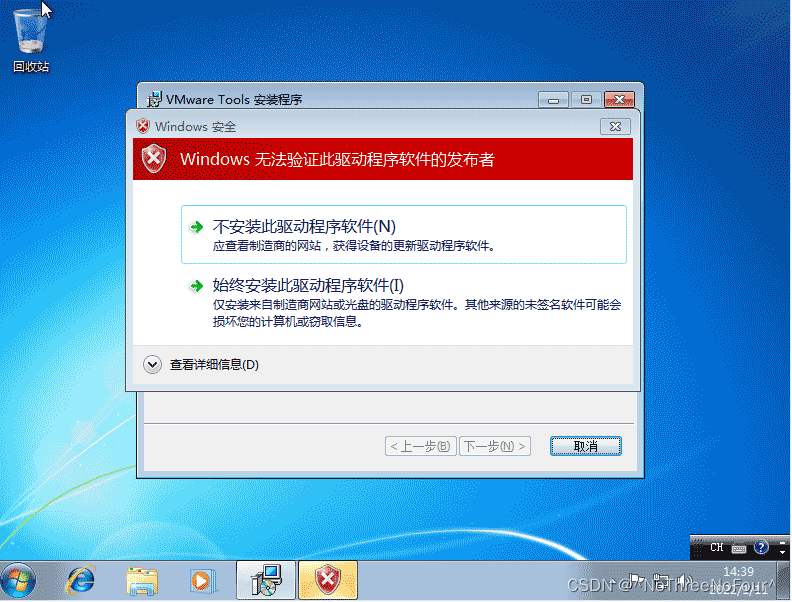 回收站
VMware Tools 安装程序
Windows 安全
Windows 无法验证此驱动程序软件的发布者
不安装此驱动程序软件(N)
应查看制造商的网站，获得设备的更新驱动程序软件。
始终安装此驱动程序软件(I)
仅安装来自制造商网站或光盘的驱动程序软件。其他来源的未签名软件可能会
损坏您的计算机或窃取信息。
查看详细信息(D)
< 上一步(B)
下一步(N) >
取消
CH
14:39
CSDN @^NoThreeNoFour^